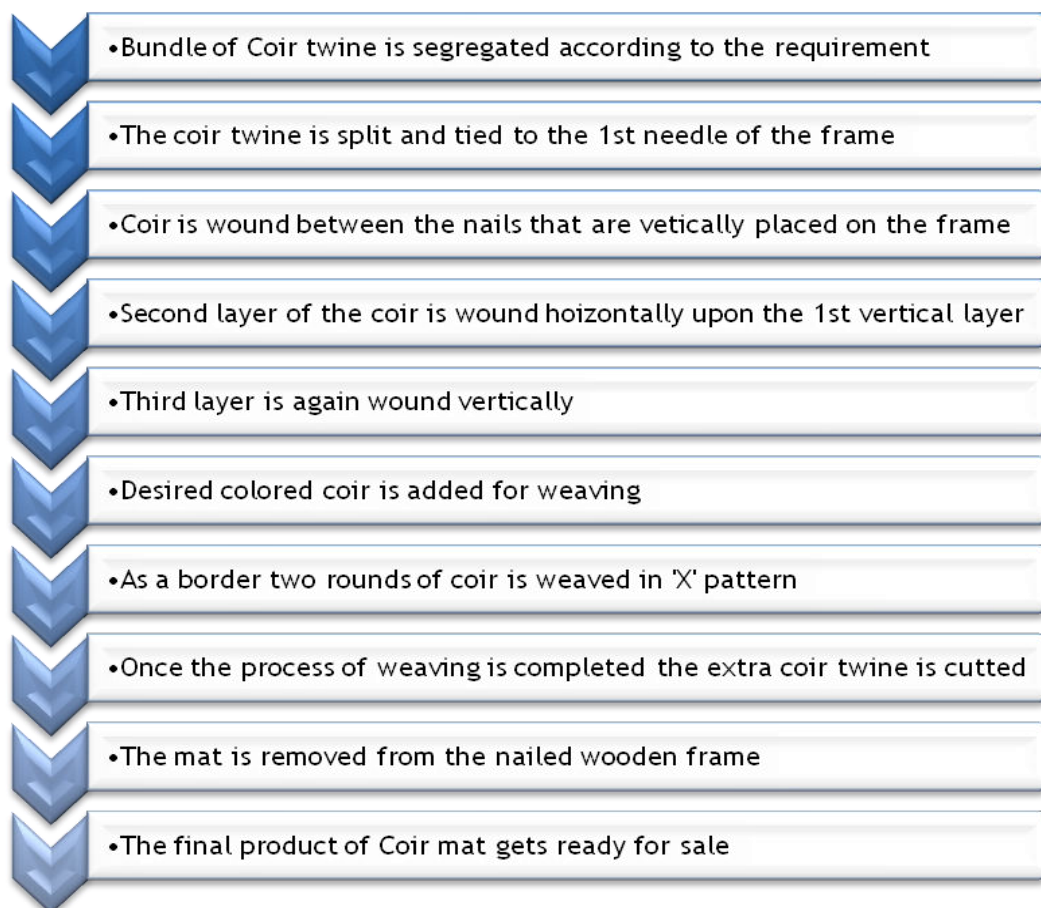 •Bundle of Coir twine is segregated according to the requirement
•The coir twine is split and tied to the 1st needle of the frame
•Coir is wound between the nails that are vetically placed on the frame
•Second layer of the coir is wound hoizontally upon the 1st vertical layer
•Third layer is again wound vertically
•Desired colored coir is added for weaving
•As a border two rounds of coir is weaved in 'X' pattern
•Once the process of weaving is completed the extra coir twine is cutted
•The mat is removed from the nailed wooden frame
•The final product of Coir mat gets ready for sale